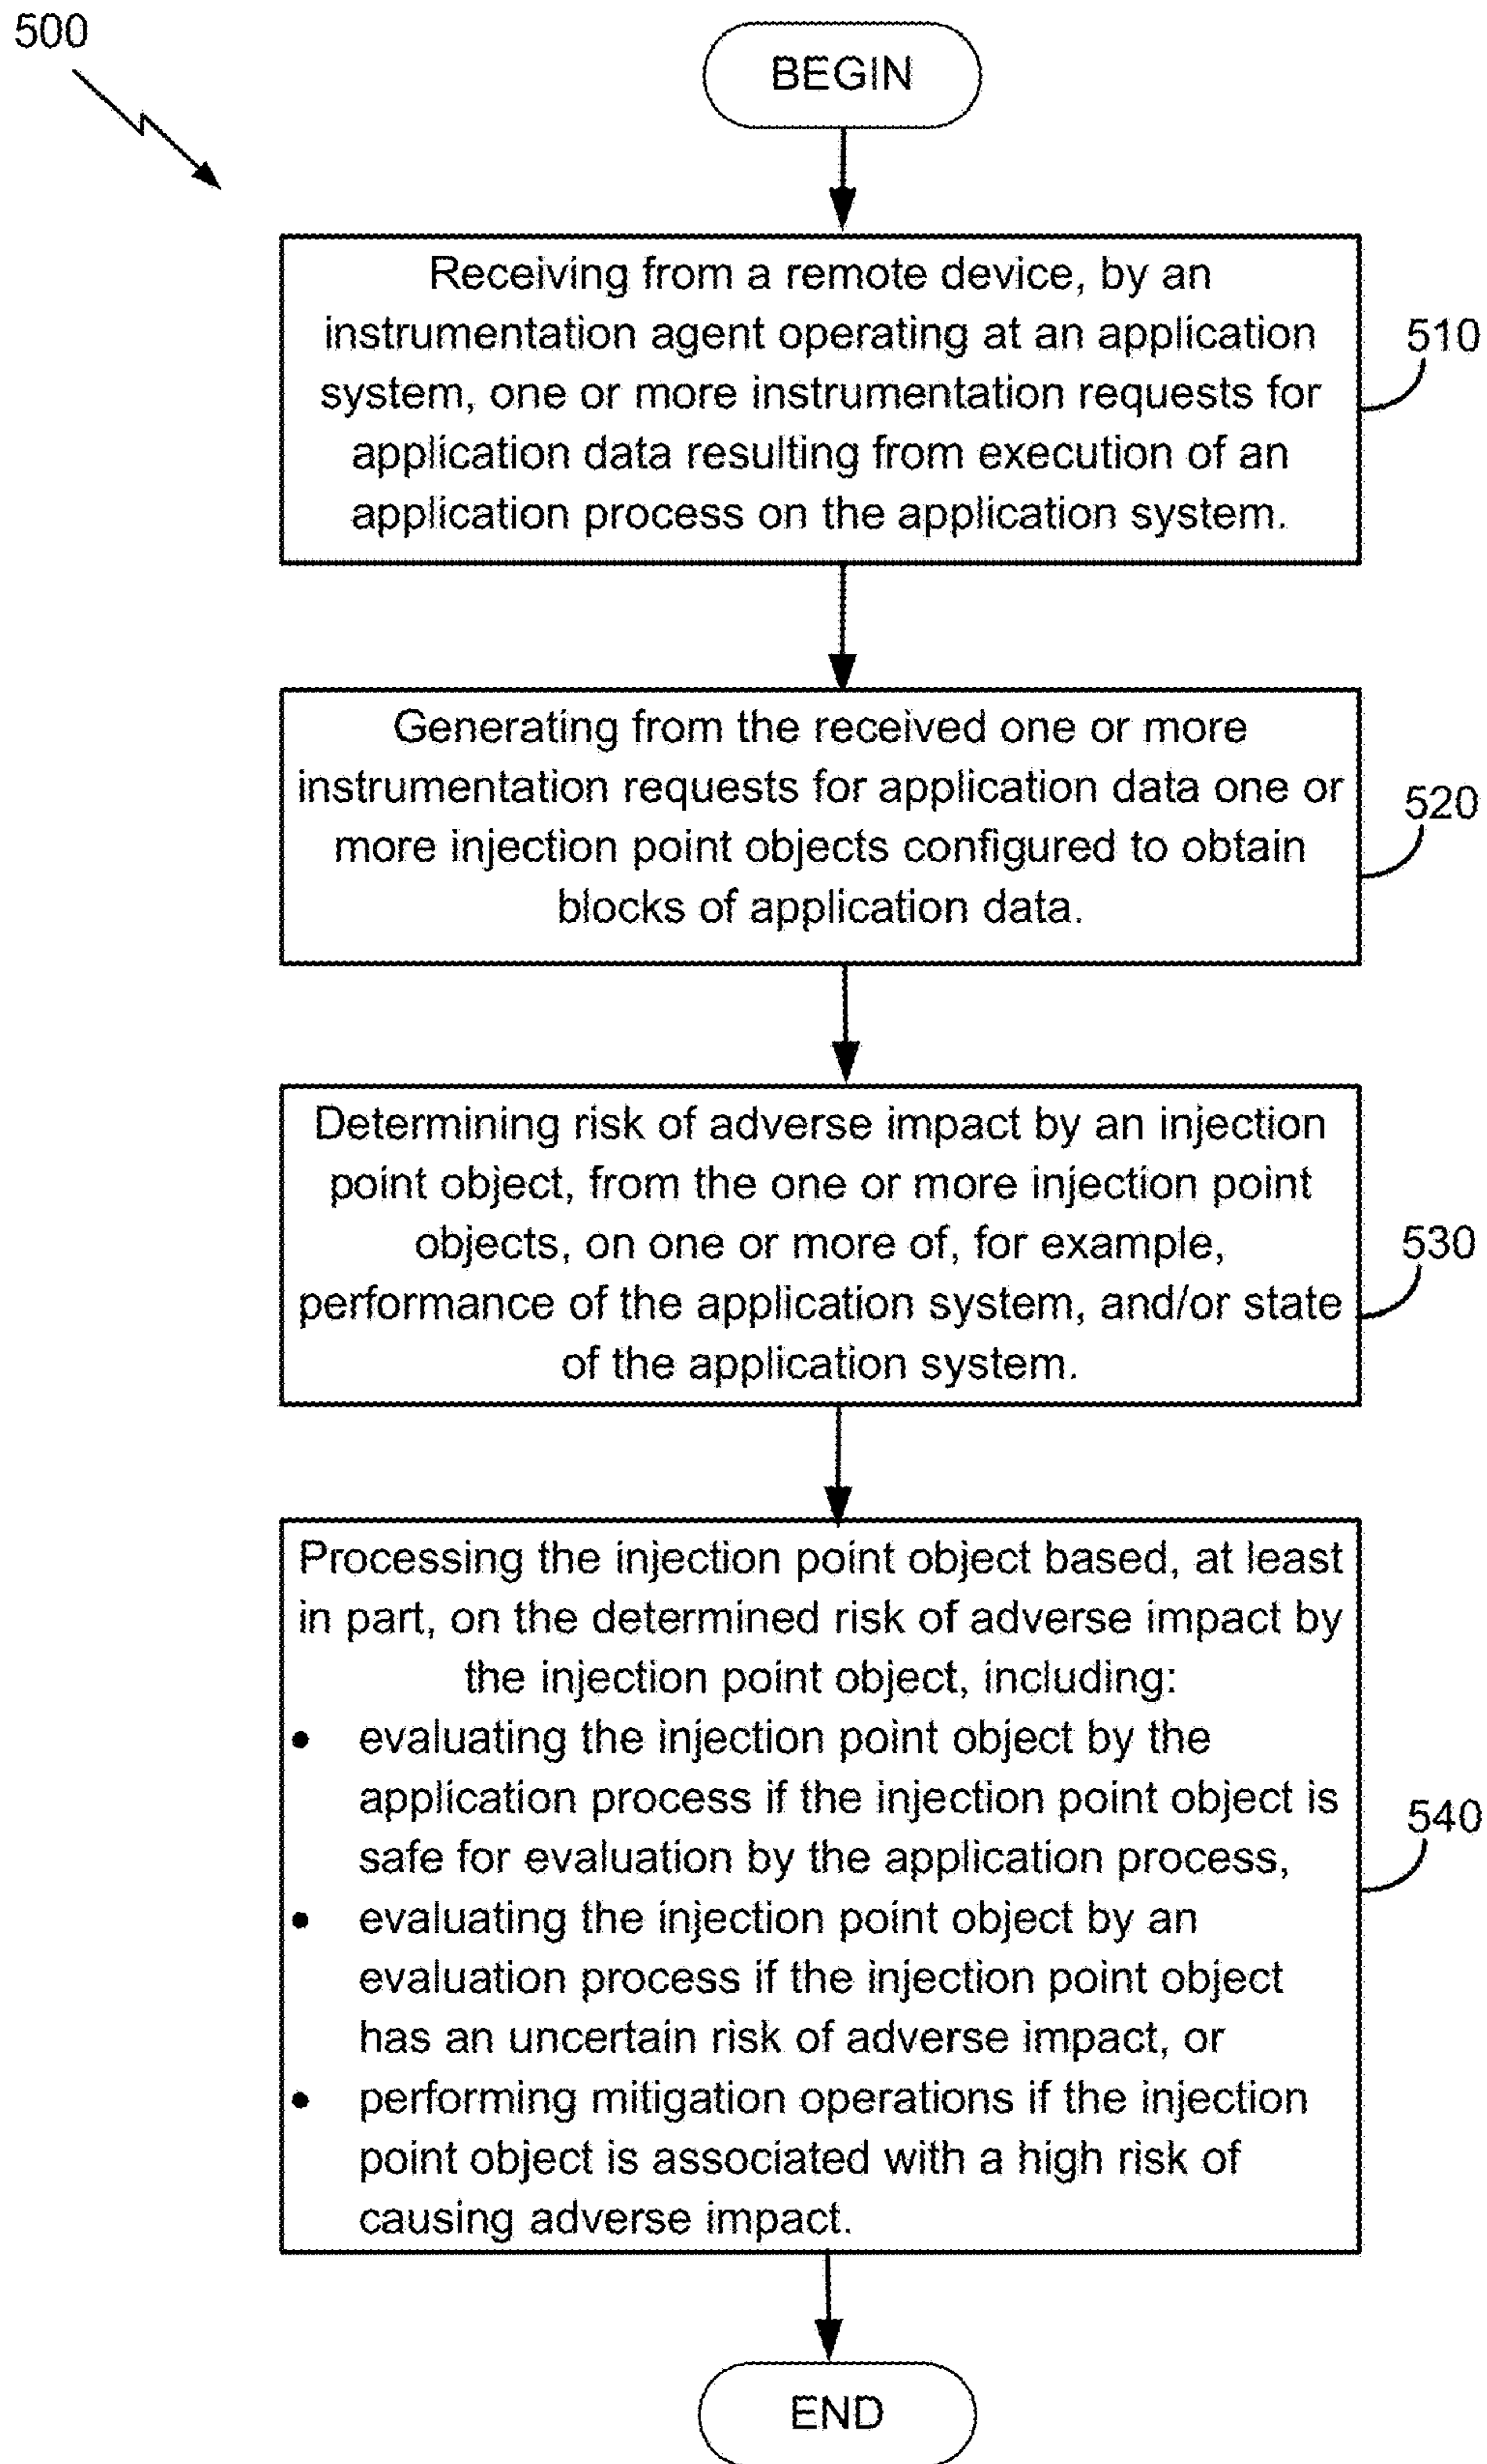 500
BEGIN
Receiving from a remote device, by an
instrumentation agent operating at an application
system, one or more instrumentation requests for
application data resulting from execution of an
application process on the application system.
510
Generating from the received one or more
instrumentation requests for application data one or
more injection point objects configured to obtain
blocks of application data.
520
Determining risk of adverse impact by an injection
point object, from the one or more injection point
objects, on one or more of, for example,
performance of the application system, and/or state
of the application system.
530
Processing the injection point object based, at least
in part, on the determined risk of adverse impact by
the injection point object, including:
• evaluating the injection point object by the
application process if the injection point object is
safe for evaluation by the application process,
• evaluating the injection point object by an
evaluation process if the injection point object
has an uncertain risk of adverse impact, or
• performing mitigation operations if the injection
point object is associated with a high risk of
causing adverse impact.
540
END